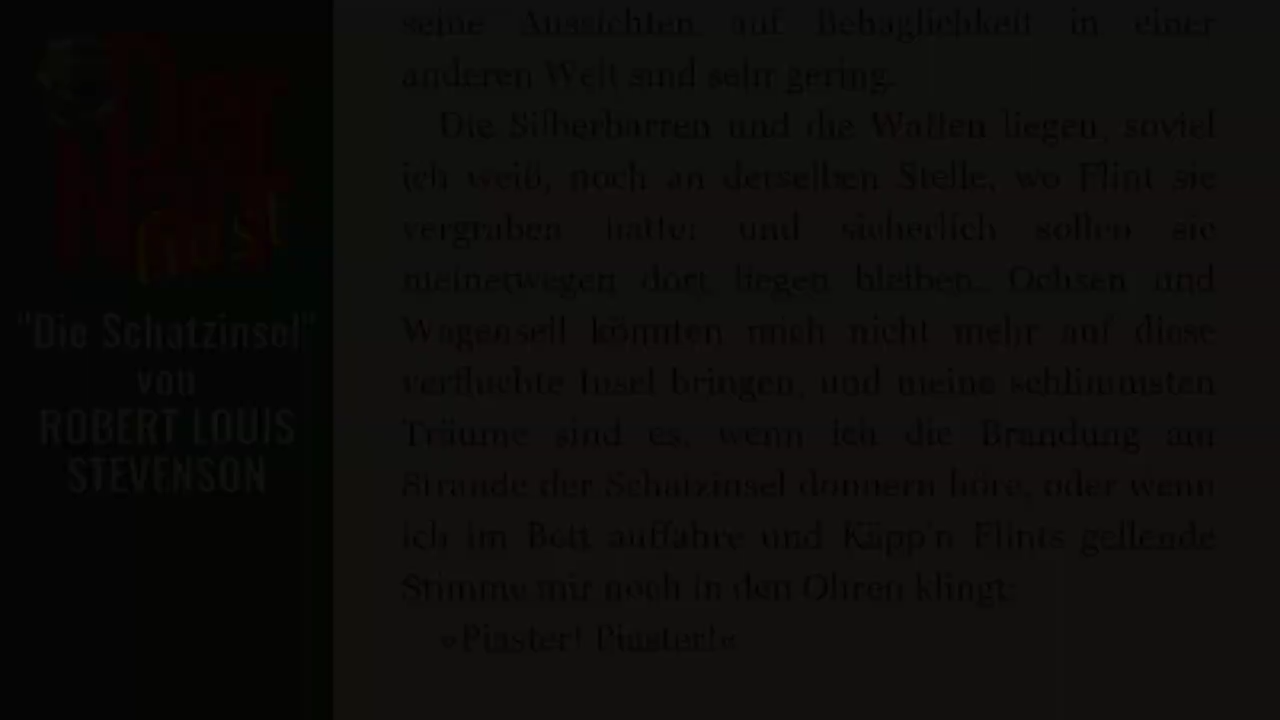 Der
Narr
liest
"Die Schatzinsel"
von
ROBERT LOUIS
STEVENSON
seine Aussichten auf Behaglichkeit in einer
anderen Welt sind sehr gering.
Die Silberbarren und die Waffen liegen, soviel
ich weiß, noch an derselben Stelle, wo Flint sie
vergraben hatte; und sicherlich sollen sie
meinetwegen dort liegen bleiben. Ochsen und
Wagenseil könnten mich nicht mehr auf diese
verfluchte Insel bringen, und meine schlimmsten
Träume sind es, wenn ich die Brandung am
Strande der Schatzinsel donnern höre, oder wenn
ich im Bett auffahre und Käpp'n Flints gellende
Stimme mir noch in den Ohren klingt:
«Piaster! Piaster!»